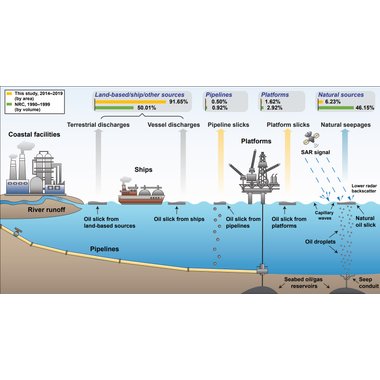 This study, 2014–2019
(by area)
NRC, 1990–1999
(by volume)
Land-based/ship/other sources
91.65%
50.01%
Pipelines
0.50%
0.92%
Platforms
1.62%
2.92%
Natural sources
6.23%
46.15%
Terrestrial discharges
Vessel discharges
Pipeline slicks
Platform slicks
Natural seepages
Coastal facilities
Platforms
SAR signal
Ships
Lower radar
backscatter
River runoff
Oil slick from
land-based sources
Oil slick from ships
Oil slick from
pipelines
Oil slick from
platforms
Capillary
waves
Natural
oil slick
Oil droplets
Pipelines
Seabed oil/gas
reservoirs
Seep
conduit